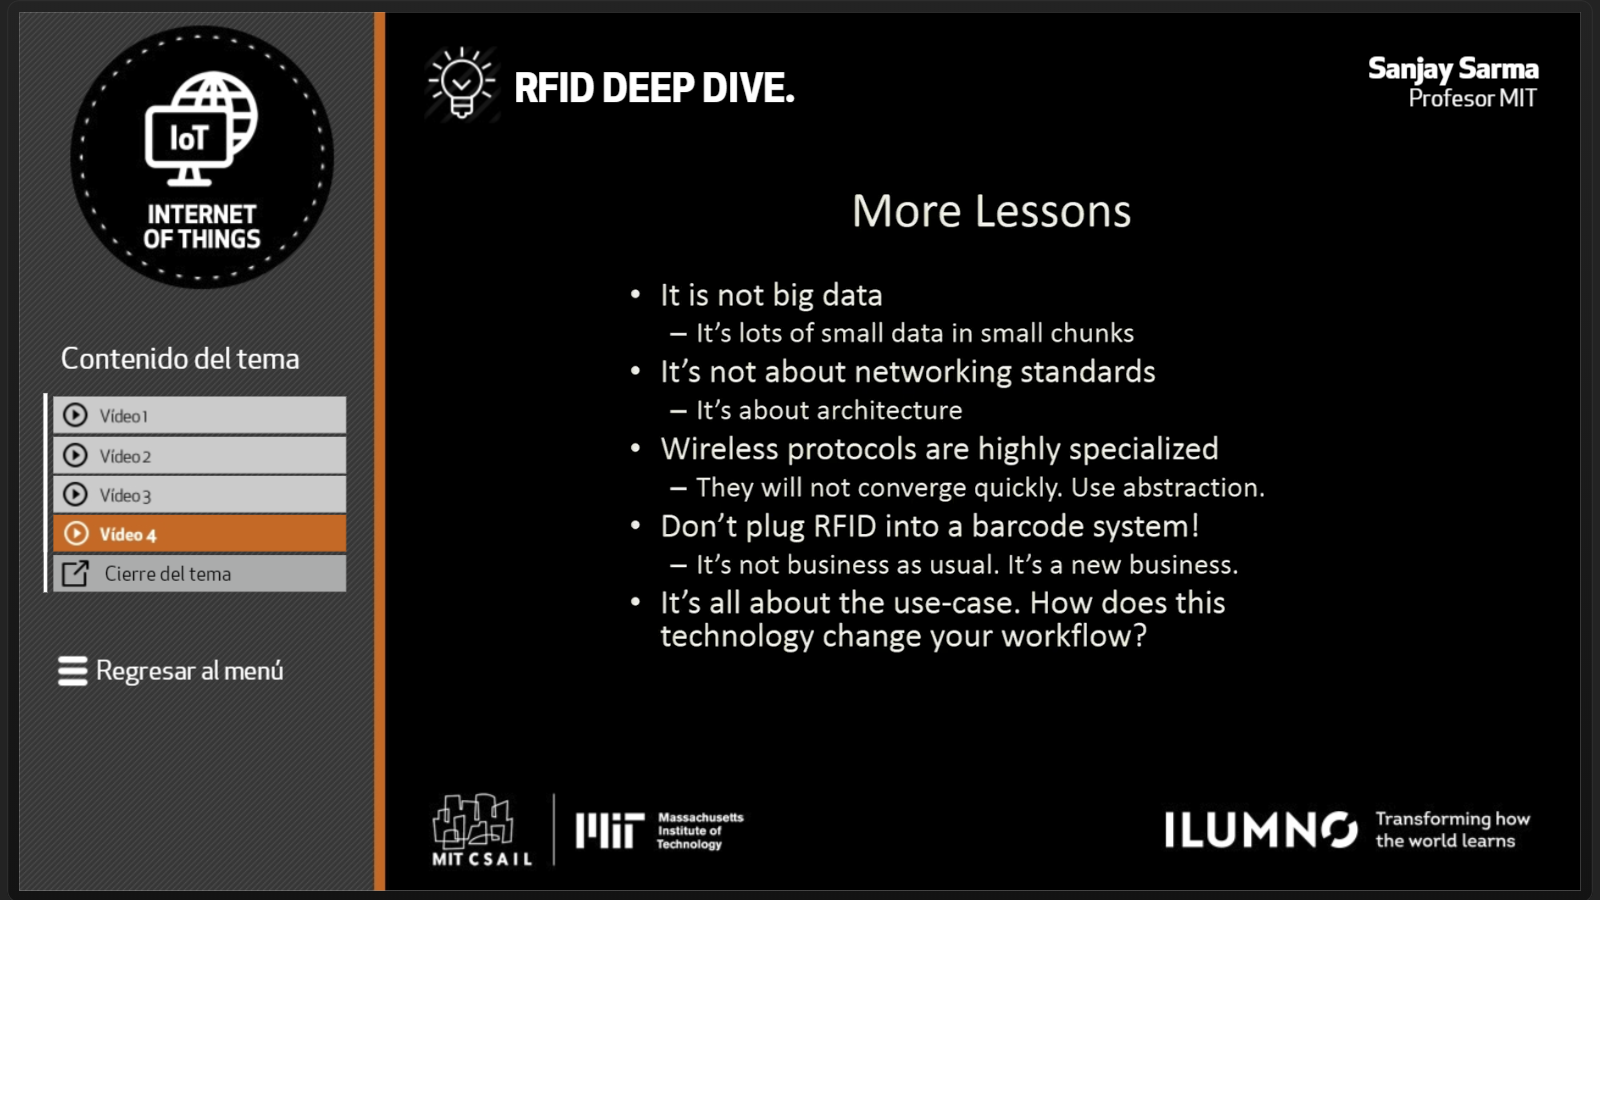 IoT
INTERNET
OF THINGS
Contenido del tema
Vídeo 1
Vídeo 2
Vídeo 3
Vídeo 4
Cierre del tema
Regresar al menú
RFID DEEP DIVE.
Sanjay Sarma
Profesor MIT
More Lessons
• It is not big data
– It's lots of small data in small chunks
• It's not about networking standards
– It's about architecture
• Wireless protocols are highly specialized
– They will not converge quickly. Use abstraction.
• Don't plug RFID into a barcode system!
– It's not business as usual. It's a new business.
• It's all about the use-case. How does this
technology change your workflow?
MIT CSAIL
MIT
Massachusetts
Institute of
Technology
ILUMNO
Transforming how
the world learns